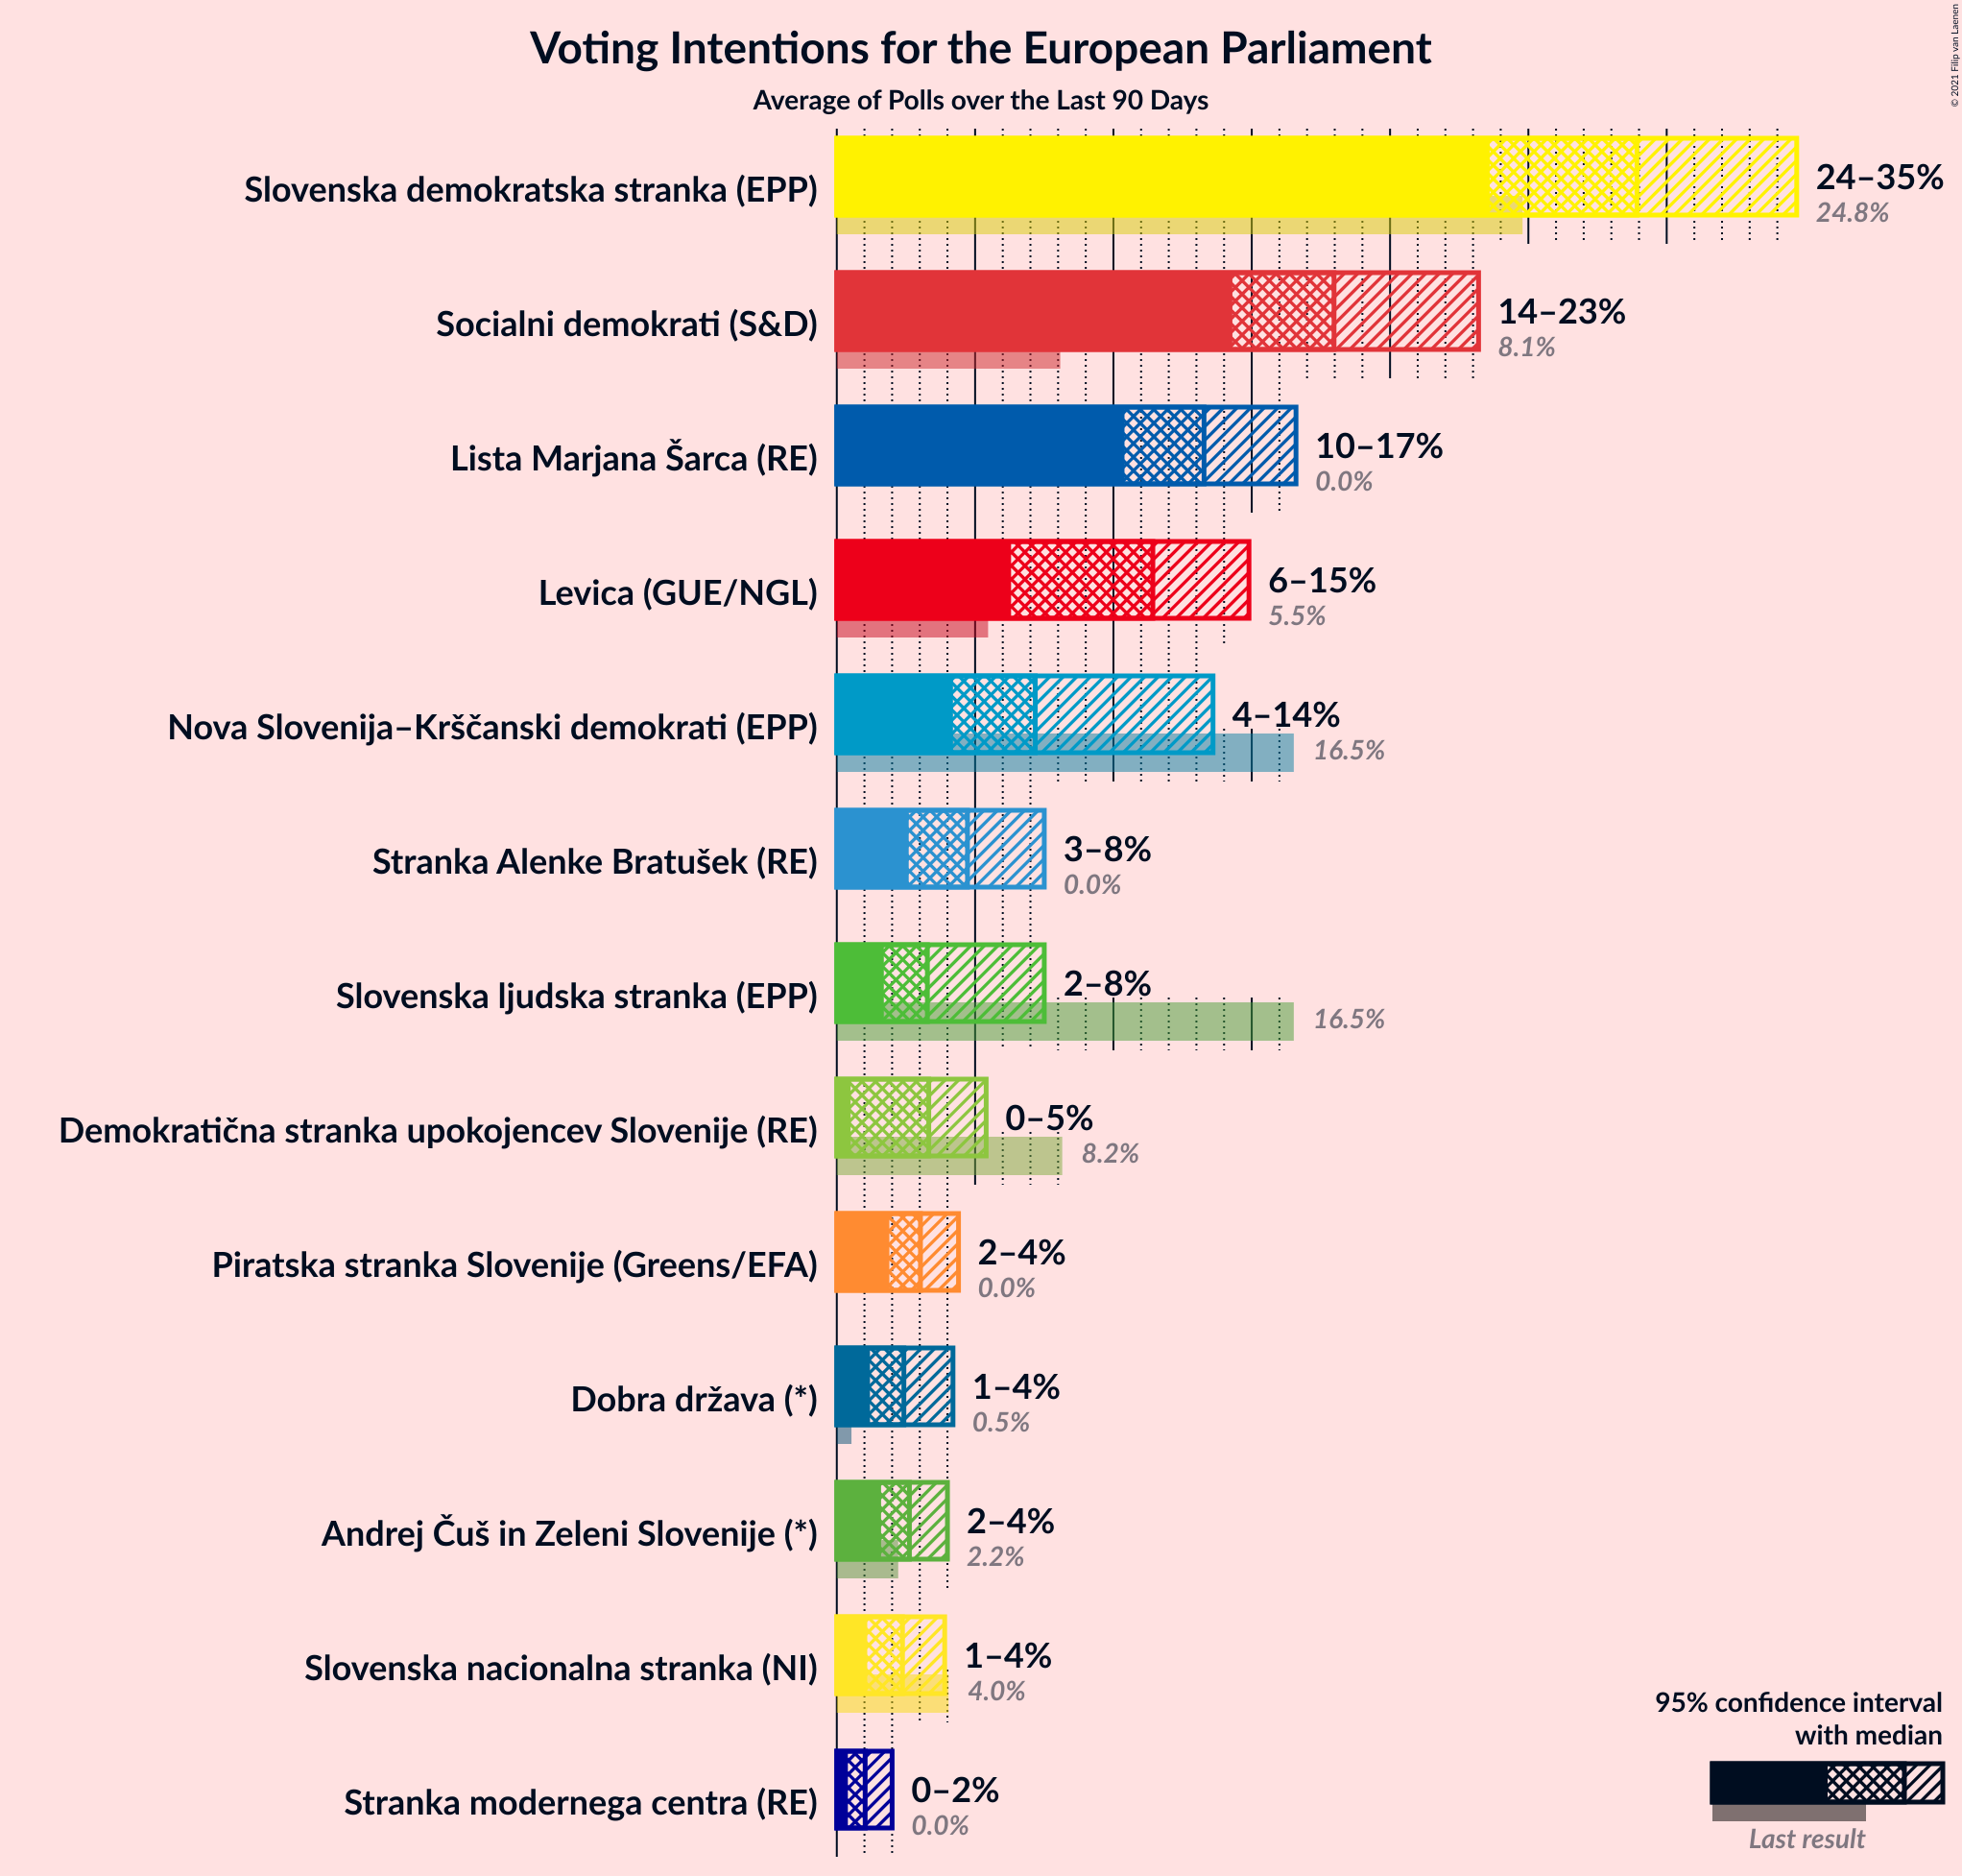 Voting Intentions for the European Parliament
Average of Polls over the Last 90 Days
© 2021 Filip van Laenen
Slovenska demokratska stranka (EPP)
24–35%
24.8%
Socialni demokrati (S&D)
14–23%
8.1%
Lista Marjana Šarca (RE)
10–17%
0.0%
Levica (GUE/NGL)
6–15%
5.5%
Nova Slovenija–Krščanski demokrati (EPP)
4–14%
16.5%
Stranka Alenke Bratušek (RE)
3–8%
0.0%
Slovenska ljudska stranka (EPP)
2–8%
16.5%
Demokratična stranka upokojencev Slovenije (RE)
0–5%
8.2%
Piratska stranka Slovenije (Greens/EFA)
2–4%
0.0%
Dobra država (*)
1–4%
0.5%
Andrej Čuš in Zeleni Slovenije (*)
2–4%
2.2%
Slovenska nacionalna stranka (NI)
1–4%
4.0%
Stranka modernega centra (RE)
0–2%
0.0%
95% confidence interval
with median
Last result